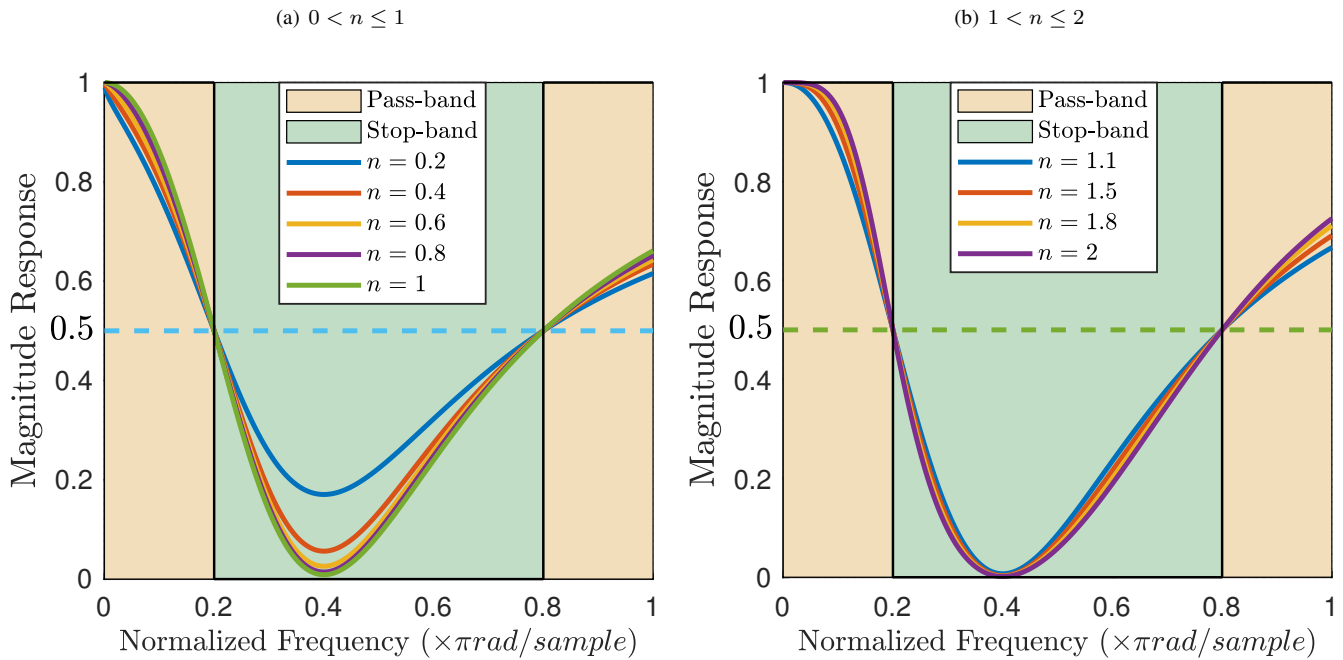 (a) 0 < n ≤ 1
(b) 1 < n ≤ 2
1
0.8
0.6
0.5
0.4
0.2
0
Magnitude Response
Pass-band
Stop-band
n = 0.2
n = 0.4
n = 0.6
n = 0.8
n = 1
0
0.2
0.4
0.6
0.8
1
Normalized Frequency (×πrad/sample)
1
0.8
0.6
0.5
0.4
0.2
0
Magnitude Response
Pass-band
Stop-band
n = 1.1
n = 1.5
n = 1.8
n = 2
0
0.2
0.4
0.6
0.8
1
Normalized Frequency (×πrad/sample)